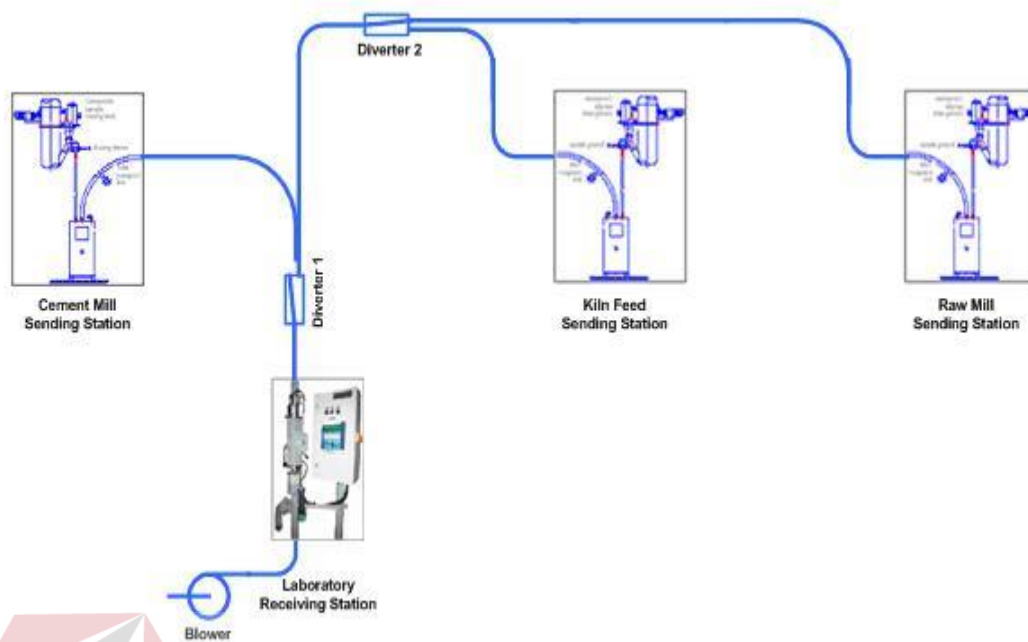 Diverter 2
Cement Mill
Sending Station
Diverter 1
Kiln Feed
Sending Station
Raw Mill
Sending Station
Laboratory
Receiving Station
Blower